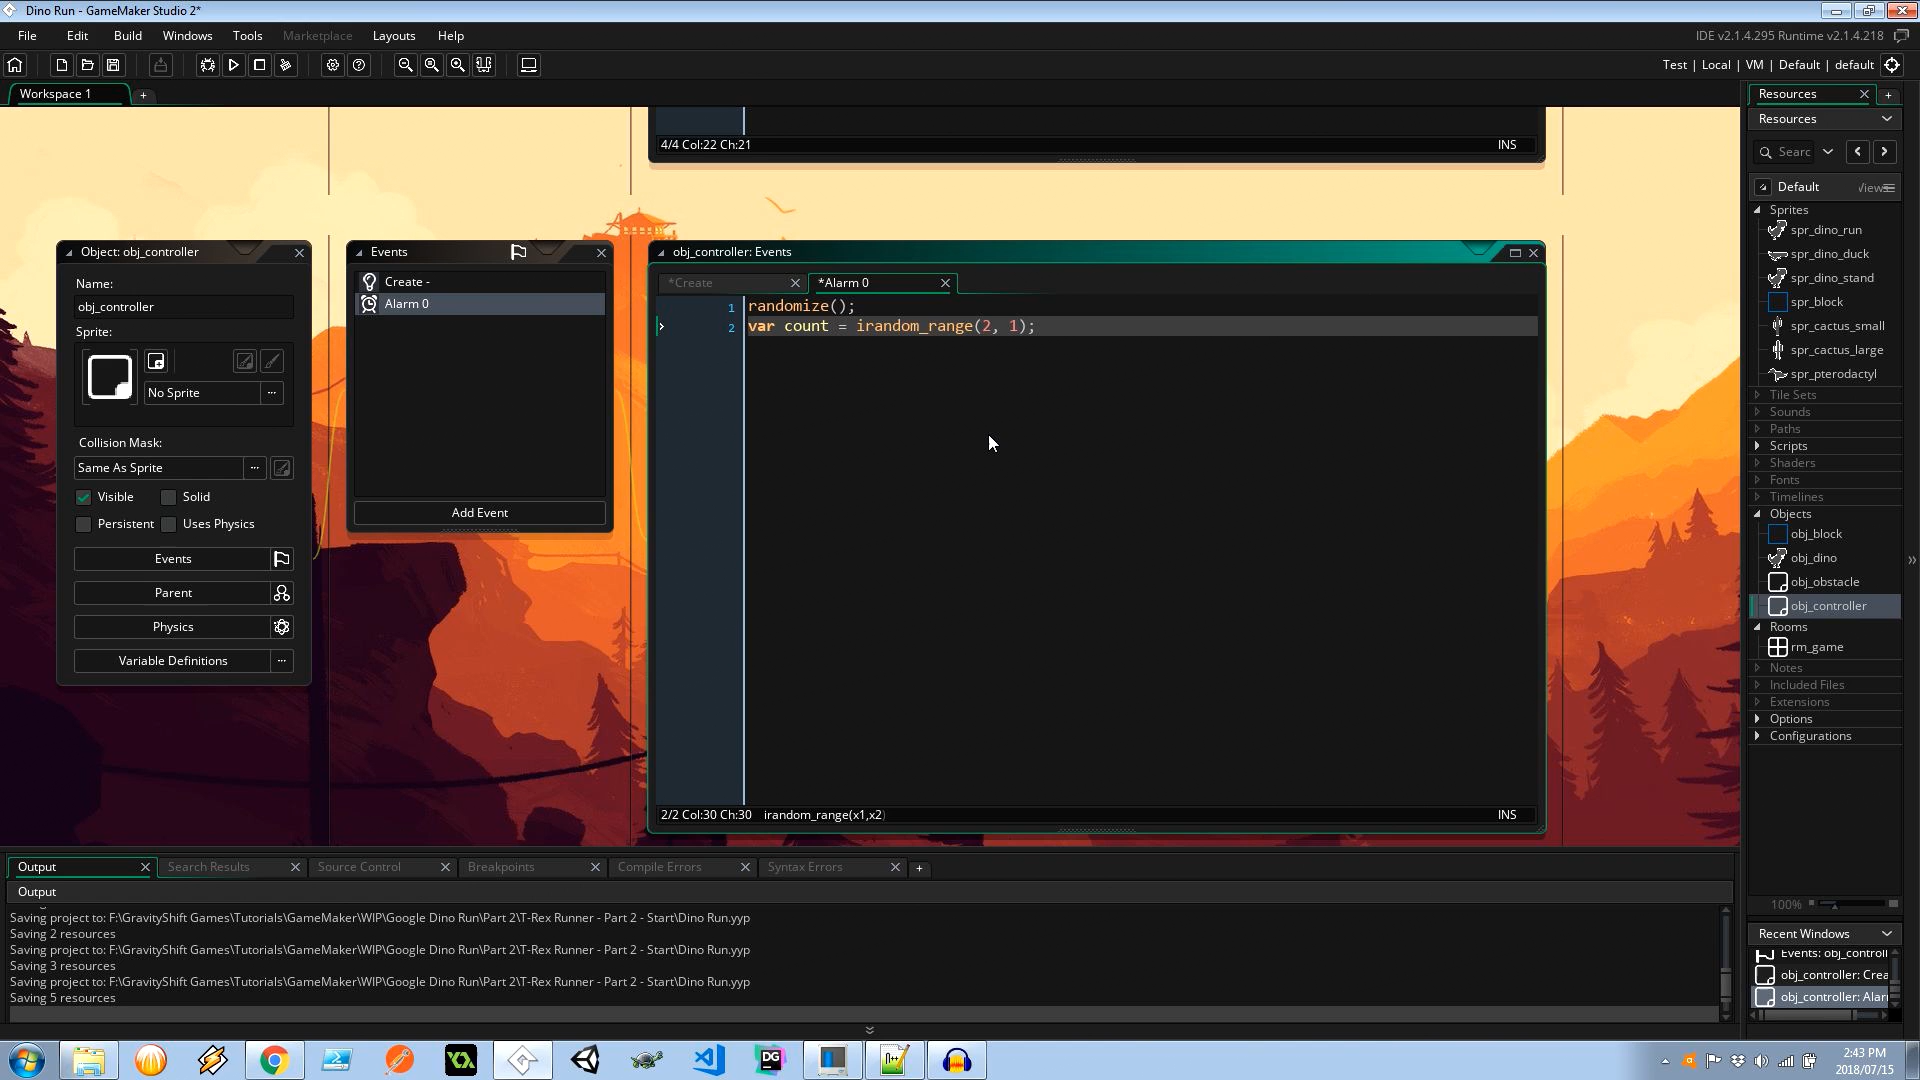 Dino Run - GameMaker Studio 2*
File Edit Build Windows Tools Marketplace Layouts Help
IDE v2.1.4.295 Runtime v2.1.4.218
Test | Local | VM | Default | default
Workspace 1
4/4 Col:22 Ch:21 INS
Object: obj_controller
Name:
obj_controller
Sprite:
No Sprite
Collision Mask:
Same As Sprite
Visible Solid
Persistent Uses Physics
Events
Parent
Physics
Variable Definitions
Events
Create -
Alarm 0
Add Event
obj_controller: Events
*Create *Alarm 0
1 randomize();
2 var count = irandom_range(2, 1);
2/2 Col:30 Ch:30 irandom_range(x1,x2) INS
Resources
Resources
Searc
Default Views
Sprites
spr_dino_run
spr_dino_duck
spr_dino_stand
spr_block
spr_cactus_small
spr_cactus_large
spr_pterodactyl
Tile Sets
Sounds
Paths
Scripts
Shaders
Fonts
Timelines
Objects
obj_block
obj_dino
obj_obstacle
obj_controller
Rooms
rm_game
Notes
Included Files
Extensions
Options
Configurations
100%
Recent Windows
Events: obj_controll
obj_controller: Crea
obj_controller: Alar
Output Search Results Source Control Breakpoints Compile Errors Syntax Errors
Output
Saving project to: F:\GravityShift Games\Tutorials\GameMaker\WIP\Google Dino Run\Part 2\T-Rex Runner - Part 2 - Start\Dino Run.yyp
Saving 2 resources
Saving project to: F:\GravityShift Games\Tutorials\GameMaker\WIP\Google Dino Run\Part 2\T-Rex Runner - Part 2 - Start\Dino Run.yyp
Saving 3 resources
Saving project to: F:\GravityShift Games\Tutorials\GameMaker\WIP\Google Dino Run\Part 2\T-Rex Runner - Part 2 - Start\Dino Run.yyp
Saving 5 resources
DG
2:43 PM
2018/07/15